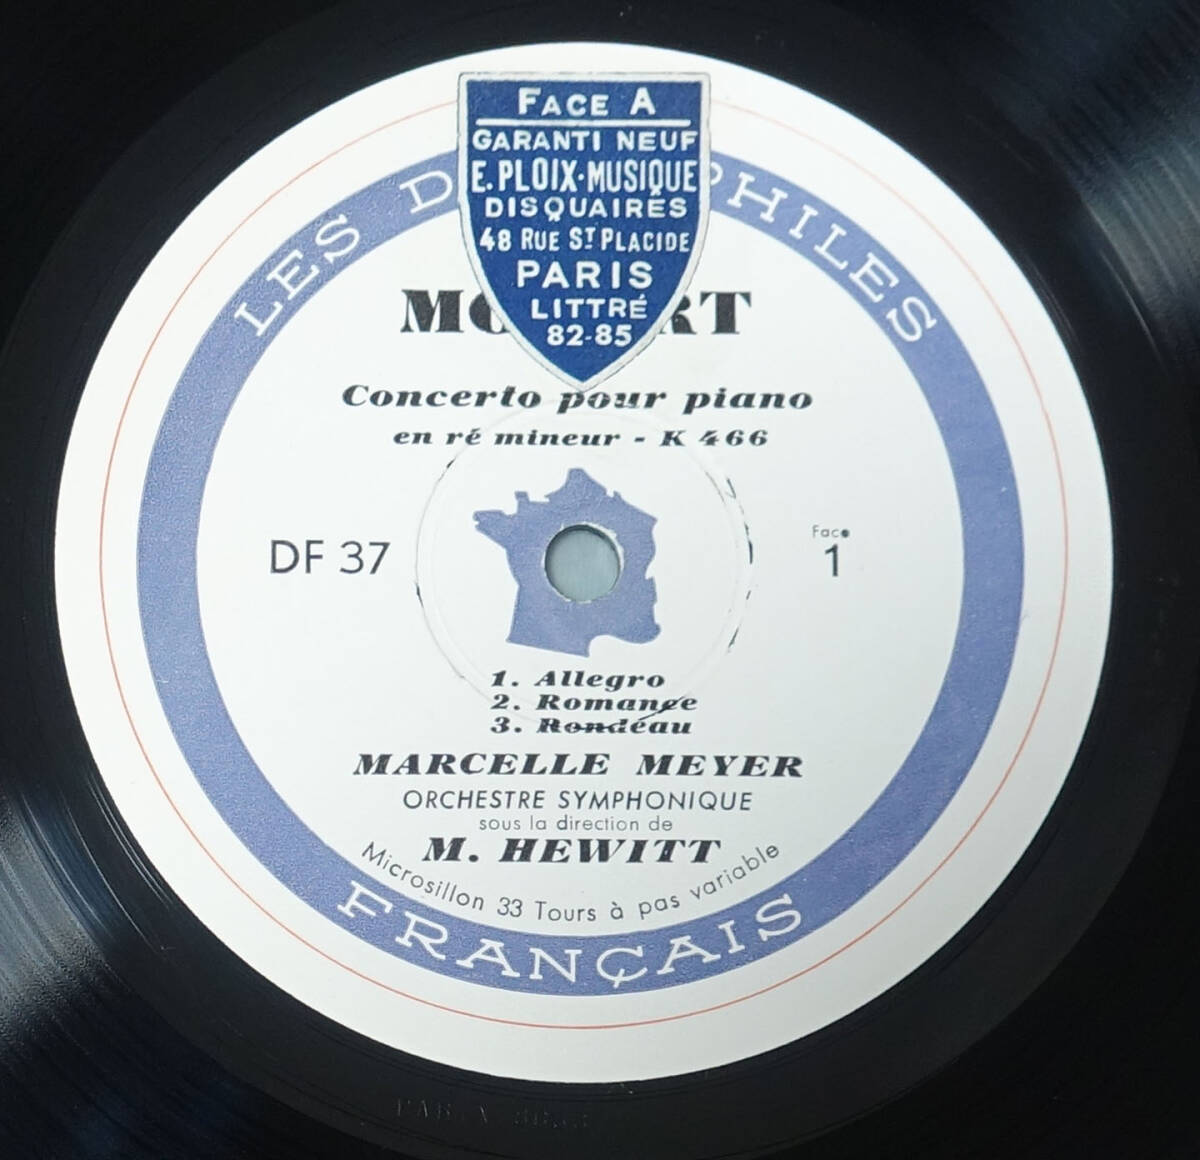 FACE A
GARANTI NEUF
E. PLOIX·MUSIQUE
DISQUAIRES
48 RUE ST PLACIDE
PARIS
LITTRÉ
82-85
LES D PHILES
MO RT
Concerto pour piano
en ré mineur - K 466
DF 37
Face
1
1. Allegro
2. Romance
3. Rondeau
MARCELLE MEYER
ORCHESTRE SYMPHONIQUE
sous la direction de
M. HEWITT
Microsillon 33 Tours à pas variable
FRANÇAIS